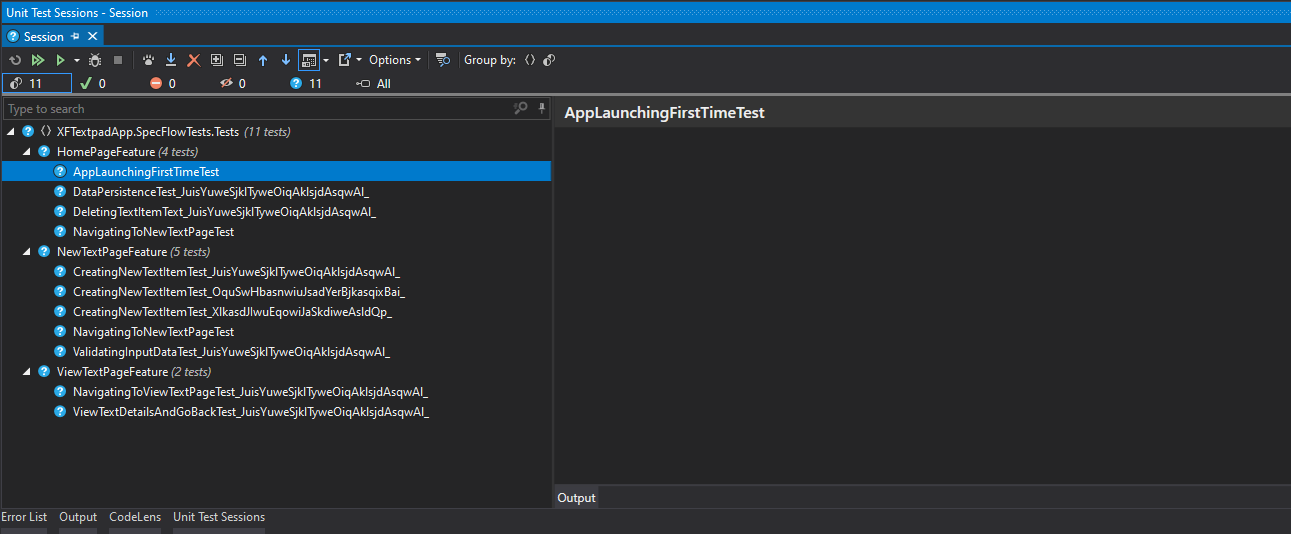 Unit Test Sessions - Session
Session
Options Group by:
11 0 0 0 11 All
Type to search
AppLaunchingFirstTimeTest
XFTextpadApp.SpecFlowTests.Tests (11 tests)
HomePageFeature (4 tests)
AppLaunchingFirstTimeTest
DataPersistenceTest_JuisYuweSjklTyweOiqAklsjdAsqwAl_
DeletingTextItemText_JuisYuweSjklTyweOiqAklsjdAsqwAl_
NavigatingToNewTextPageTest
NewTextPageFeature (5 tests)
CreatingNewTextItemTest_JuisYuweSjklTyweOiqAklsjdAsqwAl_
CreatingNewTextItemTest_OquSwHbasnwiuJsadYerBjkasqixBai_
CreatingNewTextItemTest_XlkasdJlwuEqowiJaSkdiweAsldQp_
NavigatingToNewTextPageTest
ValidatingInputDataTest_JuisYuweSjklTyweOiqAklsjdAsqwAl_
ViewTextPageFeature (2 tests)
NavigatingToViewTextPageTest_JuisYuweSjklTyweOiqAklsjdAsqwAl_
ViewTextDetailsAndGoBackTest_JuisYuweSjklTyweOiqAklsjdAsqwAl_
Output
Error List Output CodeLens Unit Test Sessions